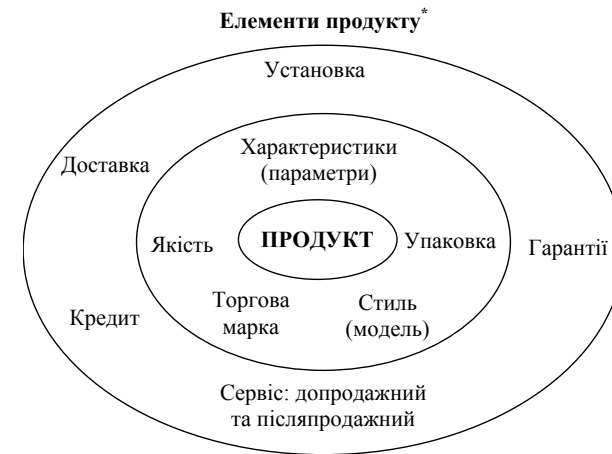 Елементи продукту*
Установка
Доставка
Характеристики
(параметри)
Якість
ПРОДУКТ
Упаковка
Гарантії
Торгова
марка
Стиль
(модель)
Кредит
Сервіс: допродажний
та післяпродажний